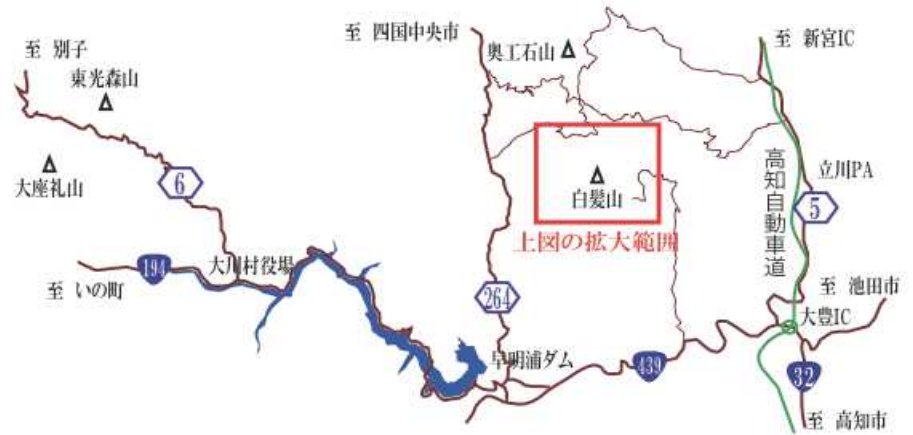 至 四国中央市
至 新宮IC
奥工石山
至 別子
東光森山
大座礼山
6
白髪山
高知自動車道
立川PA
5
上図の拡大範囲
194
大川村役場
至 いの町
264
至 池田市
大豊IC
早明浦ダム
439
32
至 高知市